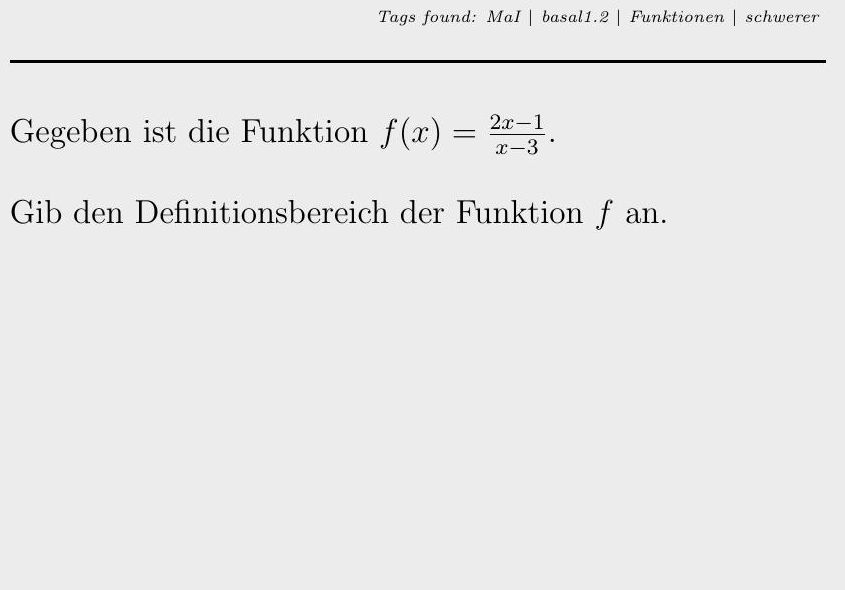 Tags found: MaI | basal1.2 | Funktionen | schwerer
Gegeben ist die Funktion $f(x) = \frac{2x-1}{x-3}$.
Gib den Definitionsbereich der Funktion $f$ an.